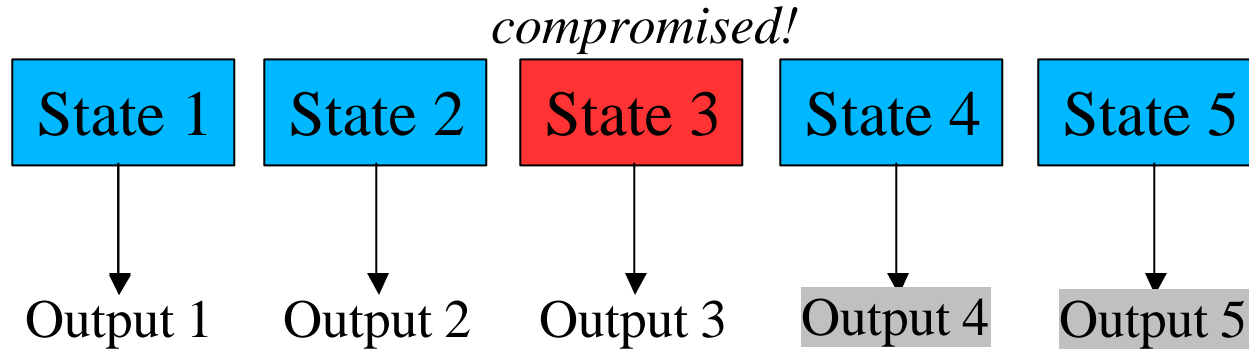 compromised!
State 1 State 2 State 3 State 4 State 5
Output 1 Output 2 Output 3 Output 4 Output 5